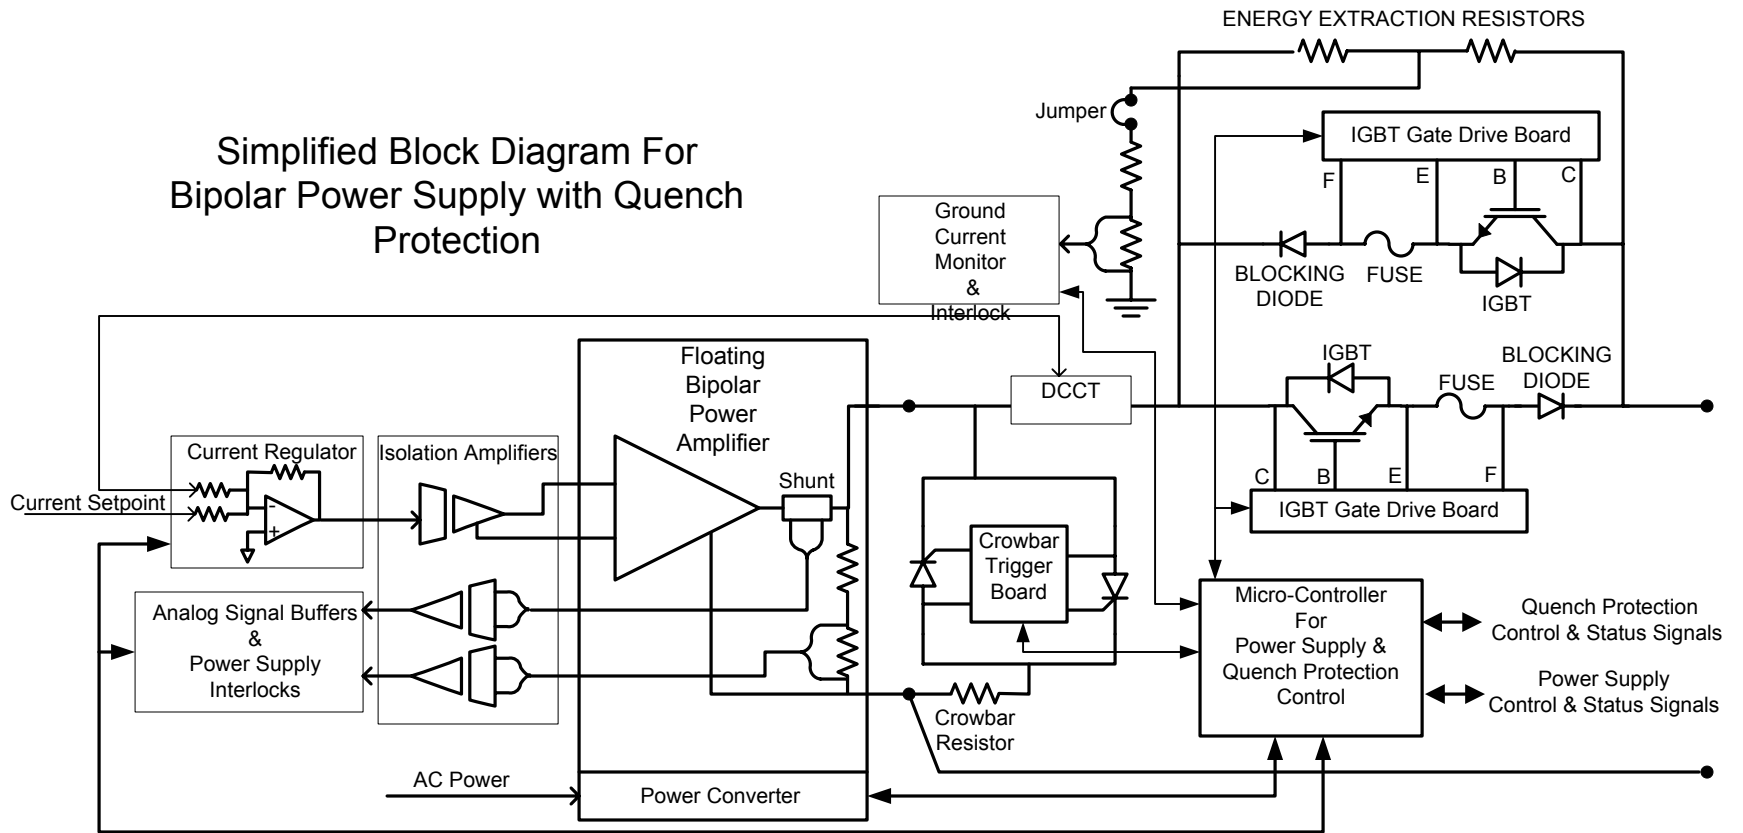 ENERGY EXTRACTION RESISTORS
Simplified Block Diagram For
Bipolar Power Supply with Quench
Protection
Jumper
IGBT Gate Drive Board
F
E
B
C
BLOCKING
DIODE
FUSE
IGBT
Ground
Current
Monitor
&
Interlock
IGBT
FUSE
BLOCKING
DIODE
C
B
E
F
IGBT Gate Drive Board
DCCT
Floating
Bipolar
Power
Amplifier
Shunt
Current Regulator
-
+
Current Setpoint
Isolation Amplifiers
Analog Signal Buffers
&
Power Supply
Interlocks
Crowbar
Trigger
Board
Crowbar
Resistor
Micro-Controller
For
Power Supply &
Quench Protection
Control
Quench Protection
Control & Status Signals
Power Supply
Control & Status Signals
AC Power
Power Converter